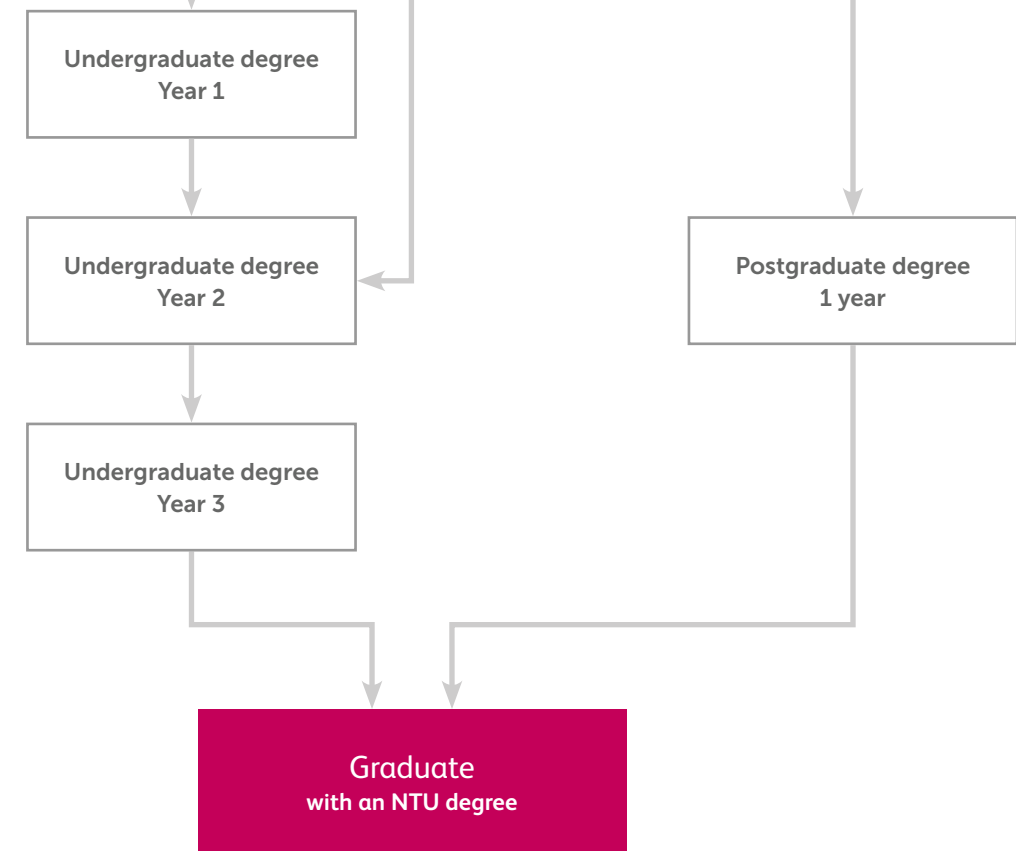 Undergraduate degree
Year 1
Undergraduate degree
Year 2
Postgraduate degree
1 year
Undergraduate degree
Year 3
Graduate
with an NTU degree